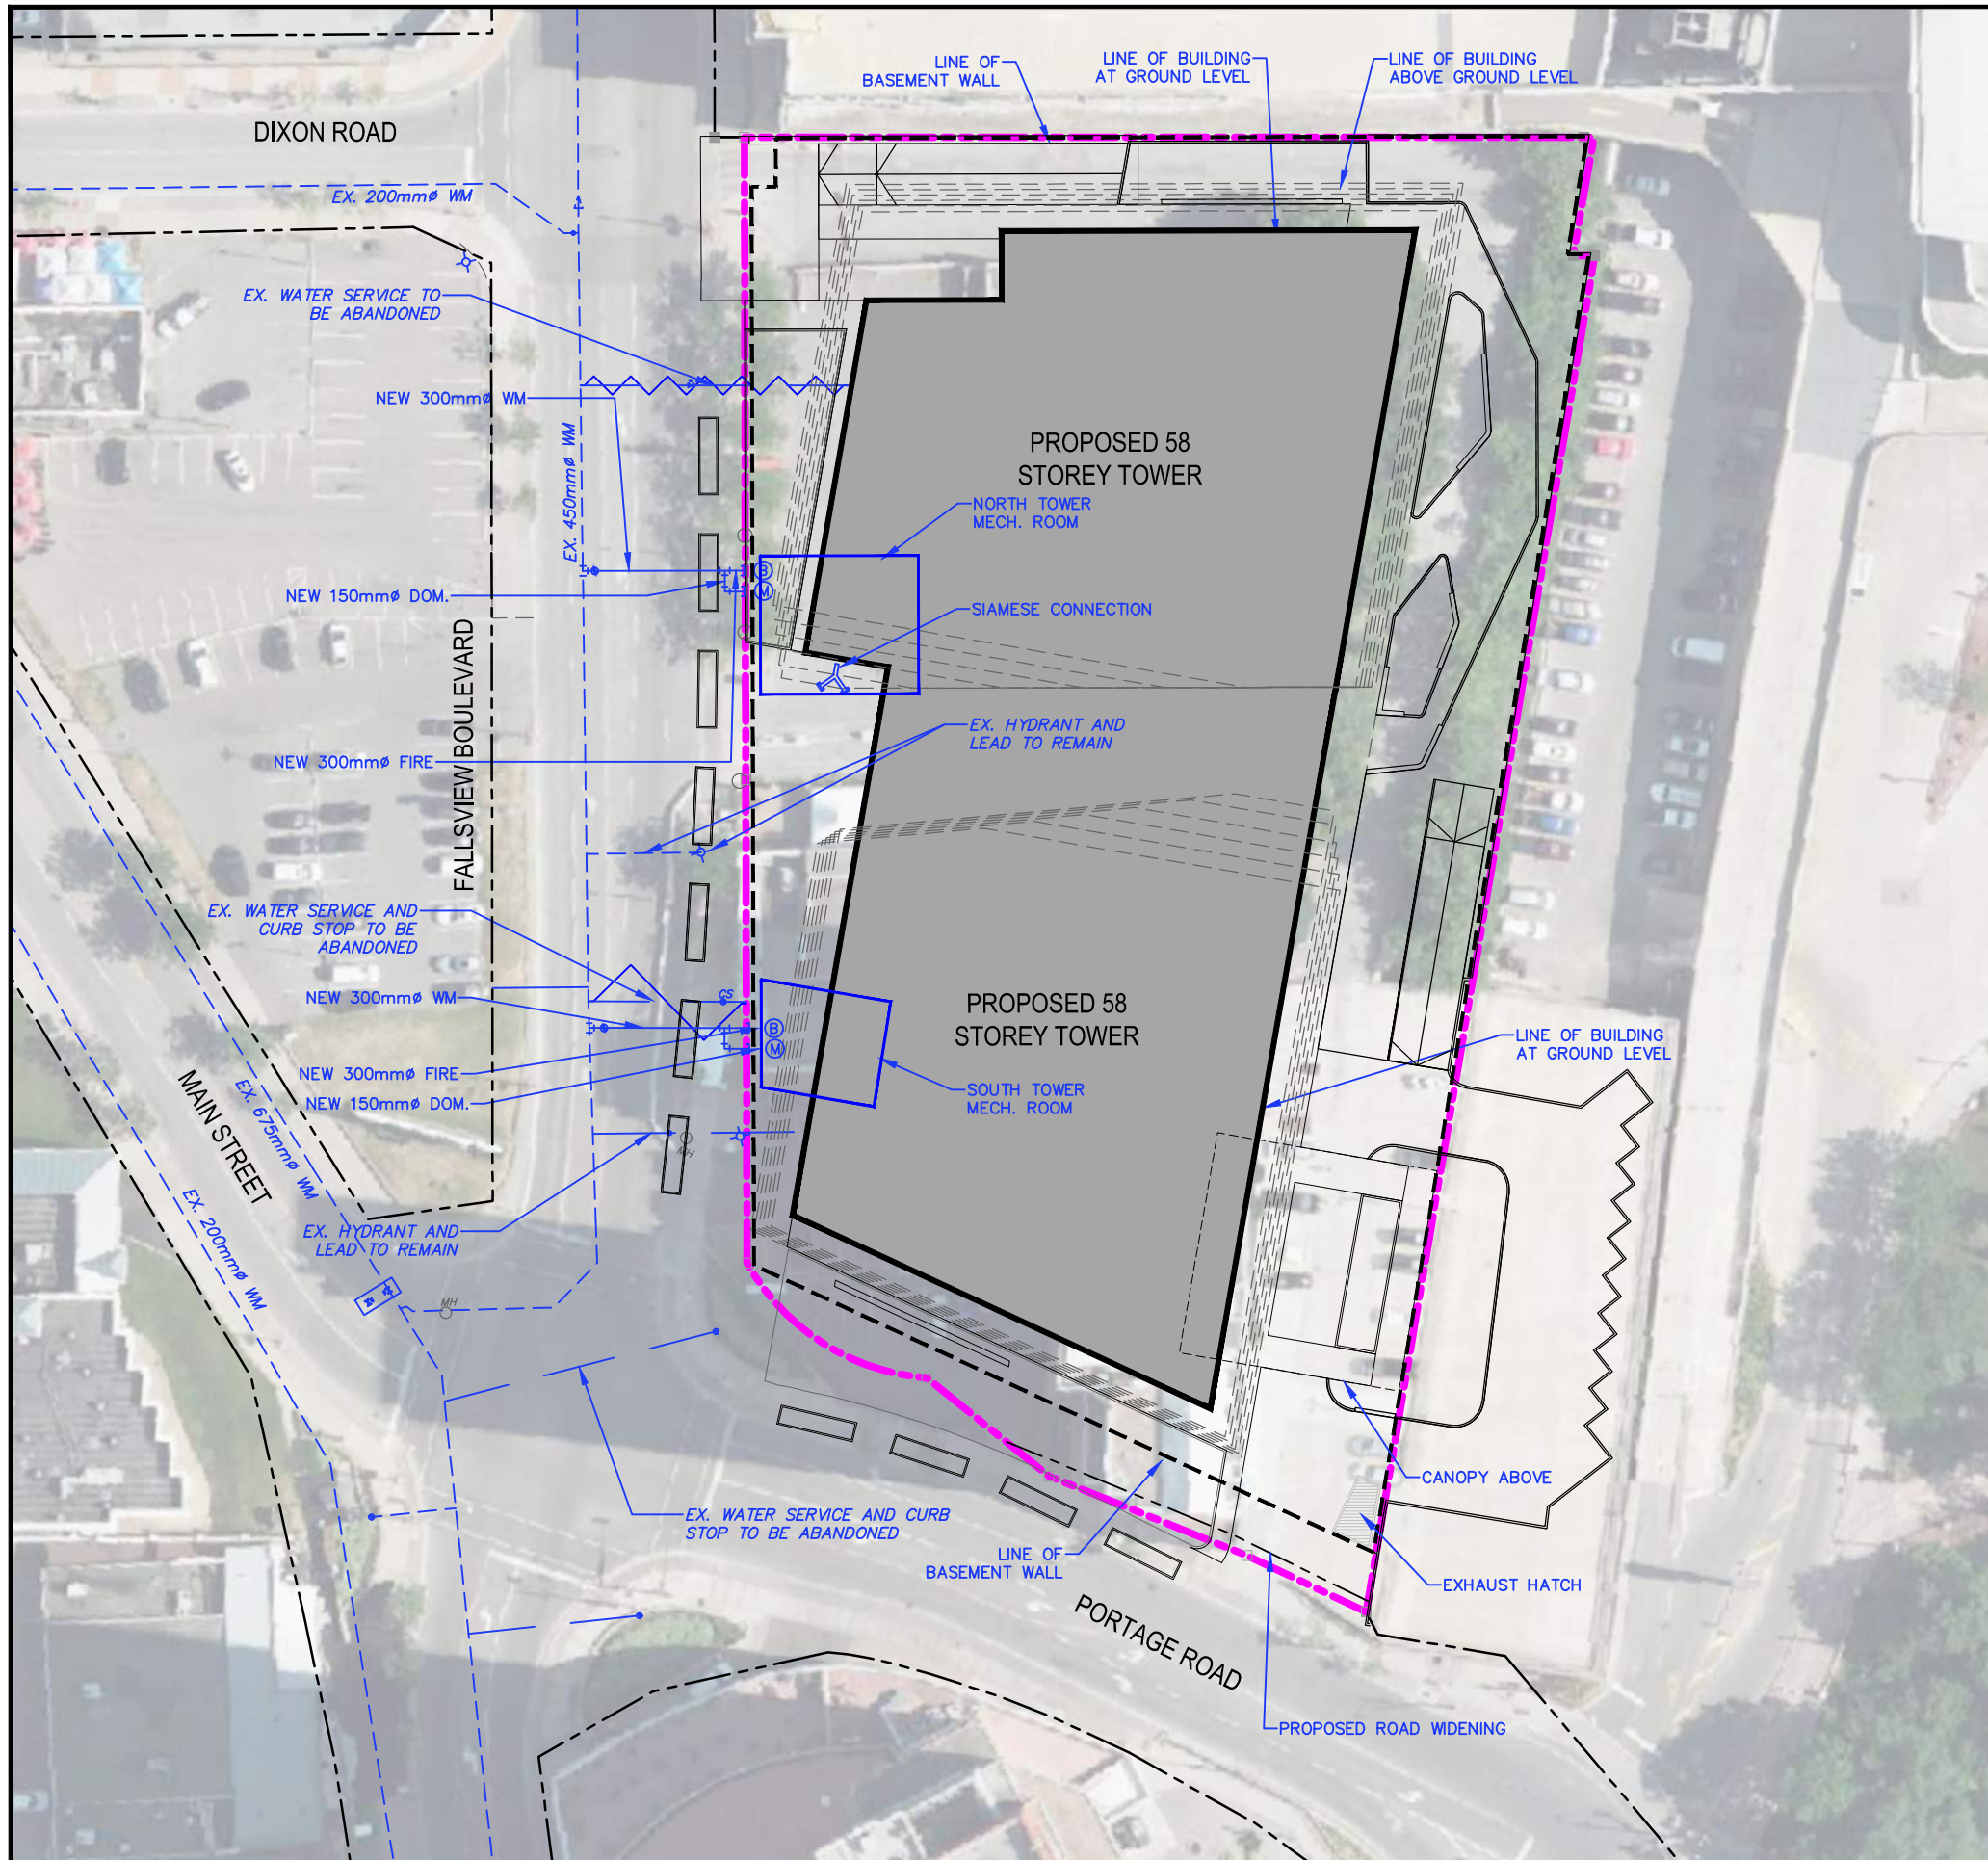 LINE OF
BASEMENT WALL
LINE OF BUILDING
AT GROUND LEVEL
LINE OF BUILDING
ABOVE GROUND LEVEL
DIXON ROAD
EX. 200mmø WM
EX. WATER SERVICE TO
BE ABANDONED
NEW 300mmø WM
EX. 450mmø WM
PROPOSED 58
STOREY TOWER
NORTH TOWER
MECH. ROOM
B
M
NEW 150mmø DOM.
SIAMESE CONNECTION
FALLSVIEW BOULEVARD
EX. HYDRANT AND
LEAD TO REMAIN
NEW 300mmø FIRE
EX. WATER SERVICE AND
CURB STOP TO BE
ABANDONED
CS
NEW 300mmø WM
PROPOSED 58
STOREY TOWER
B
M
LINE OF BUILDING
AT GROUND LEVEL
NEW 300mmø FIRE
NEW 150mmø DOM.
SOUTH TOWER
MECH. ROOM
MAIN STREET
EX. 675mmø WM
EX. 200mmø WM
MH
EX. HYDRANT AND
LEAD TO REMAIN
MH
CANOPY ABOVE
EX. WATER SERVICE AND CURB
STOP TO BE ABANDONED
LINE OF
BASEMENT WALL
EXHAUST HATCH
PORTAGE ROAD
PROPOSED ROAD WIDENING